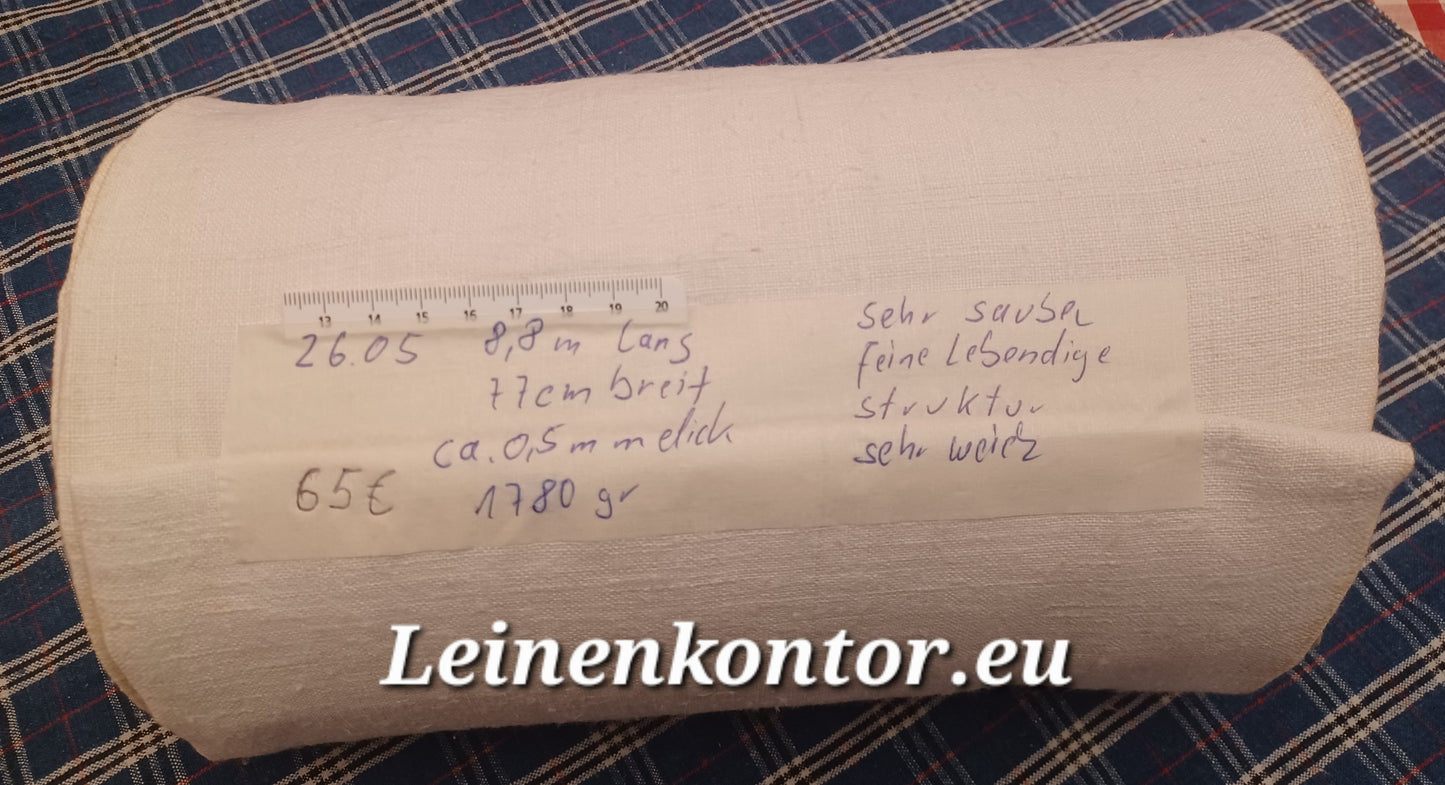 13 14 15 16 17 18 19 20
26.05 8,8 m lang
77cm breit
ca. 0,5 mm dick
65€ 1780 gr
sehr sauber
feine Lebendige
struktur
sehr weich
Leinenkontor.eu